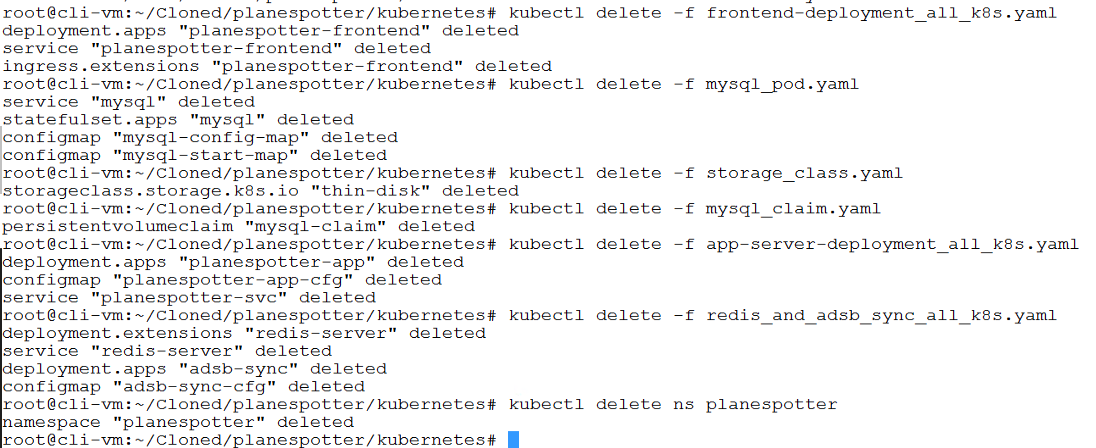 root@cli-vm:~/Cloned/planespotter/kubernetes# kubectl delete -f frontend-deployment_all_k8s.yaml
deployment.apps "planespotter-frontend" deleted
service "planespotter-frontend" deleted
ingress.extensions "planespotter-frontend" deleted
root@cli-vm:~/Cloned/planespotter/kubernetes# kubectl delete -f mysql_pod.yaml
service "mysql" deleted
statefulset.apps "mysql" deleted
configmap "mysql-config-map" deleted
configmap "mysql-start-map" deleted
root@cli-vm:~/Cloned/planespotter/kubernetes# kubectl delete -f storage_class.yaml
storageclass.storage.k8s.io "thin-disk" deleted
root@cli-vm:~/Cloned/planespotter/kubernetes# kubectl delete -f mysql_claim.yaml
persistentvolumeclaim "mysql-claim" deleted
root@cli-vm:~/Cloned/planespotter/kubernetes# kubectl delete -f app-server-deployment_all_k8s.yaml
deployment.apps "planespotter-app" deleted
configmap "planespotter-app-cfg" deleted
service "planespotter-svc" deleted
root@cli-vm:~/Cloned/planespotter/kubernetes# kubectl delete -f redis_and_adsb_sync_all_k8s.yaml
deployment.extensions "redis-server" deleted
service "redis-server" deleted
deployment.apps "adsb-sync" deleted
configmap "adsb-sync-cfg" deleted
root@cli-vm:~/Cloned/planespotter/kubernetes# kubectl delete ns planespotter
namespace "planespotter" deleted
root@cli-vm:~/Cloned/planespotter/kubernetes#